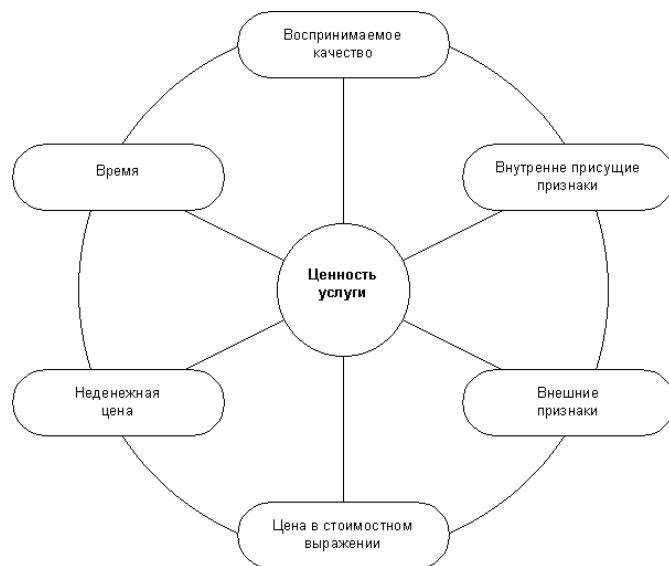 Воспринимаемое
качество
Время
Внутренне присущие
признаки
Ценность
услуги
Неденежная
цена
Внешние
признаки
Цена в стоимостном
выражении